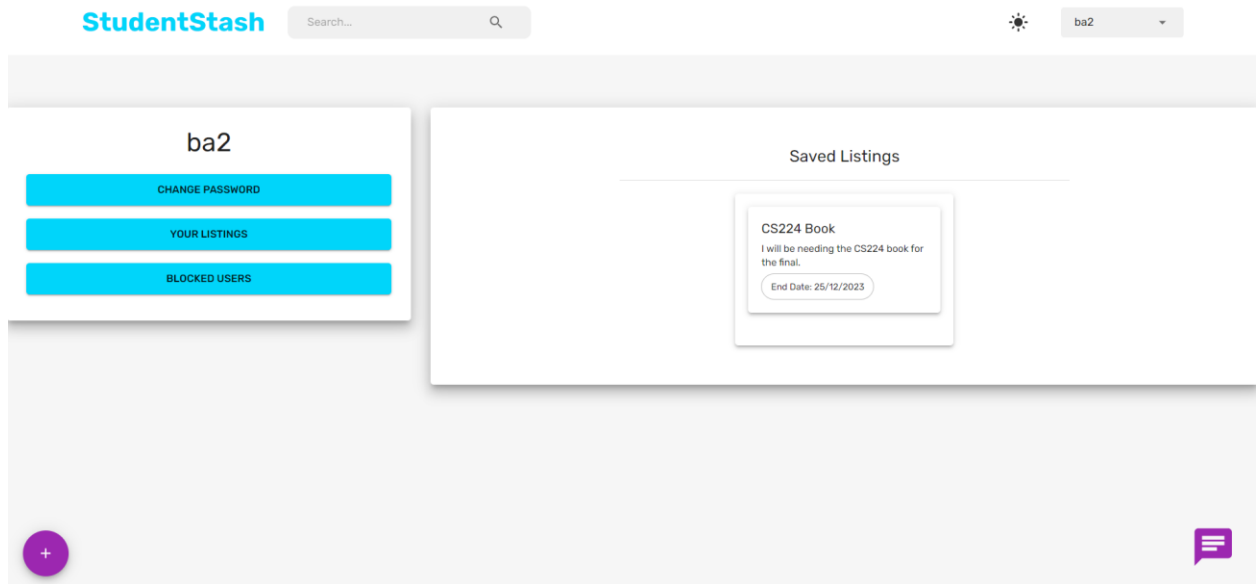 StudentStash
Search...
ba2
ba2
CHANGE PASSWORD
YOUR LISTINGS
BLOCKED USERS
Saved Listings
CS224 Book
I will be needing the CS224 book for
the final.
End Date: 25/12/2023
+